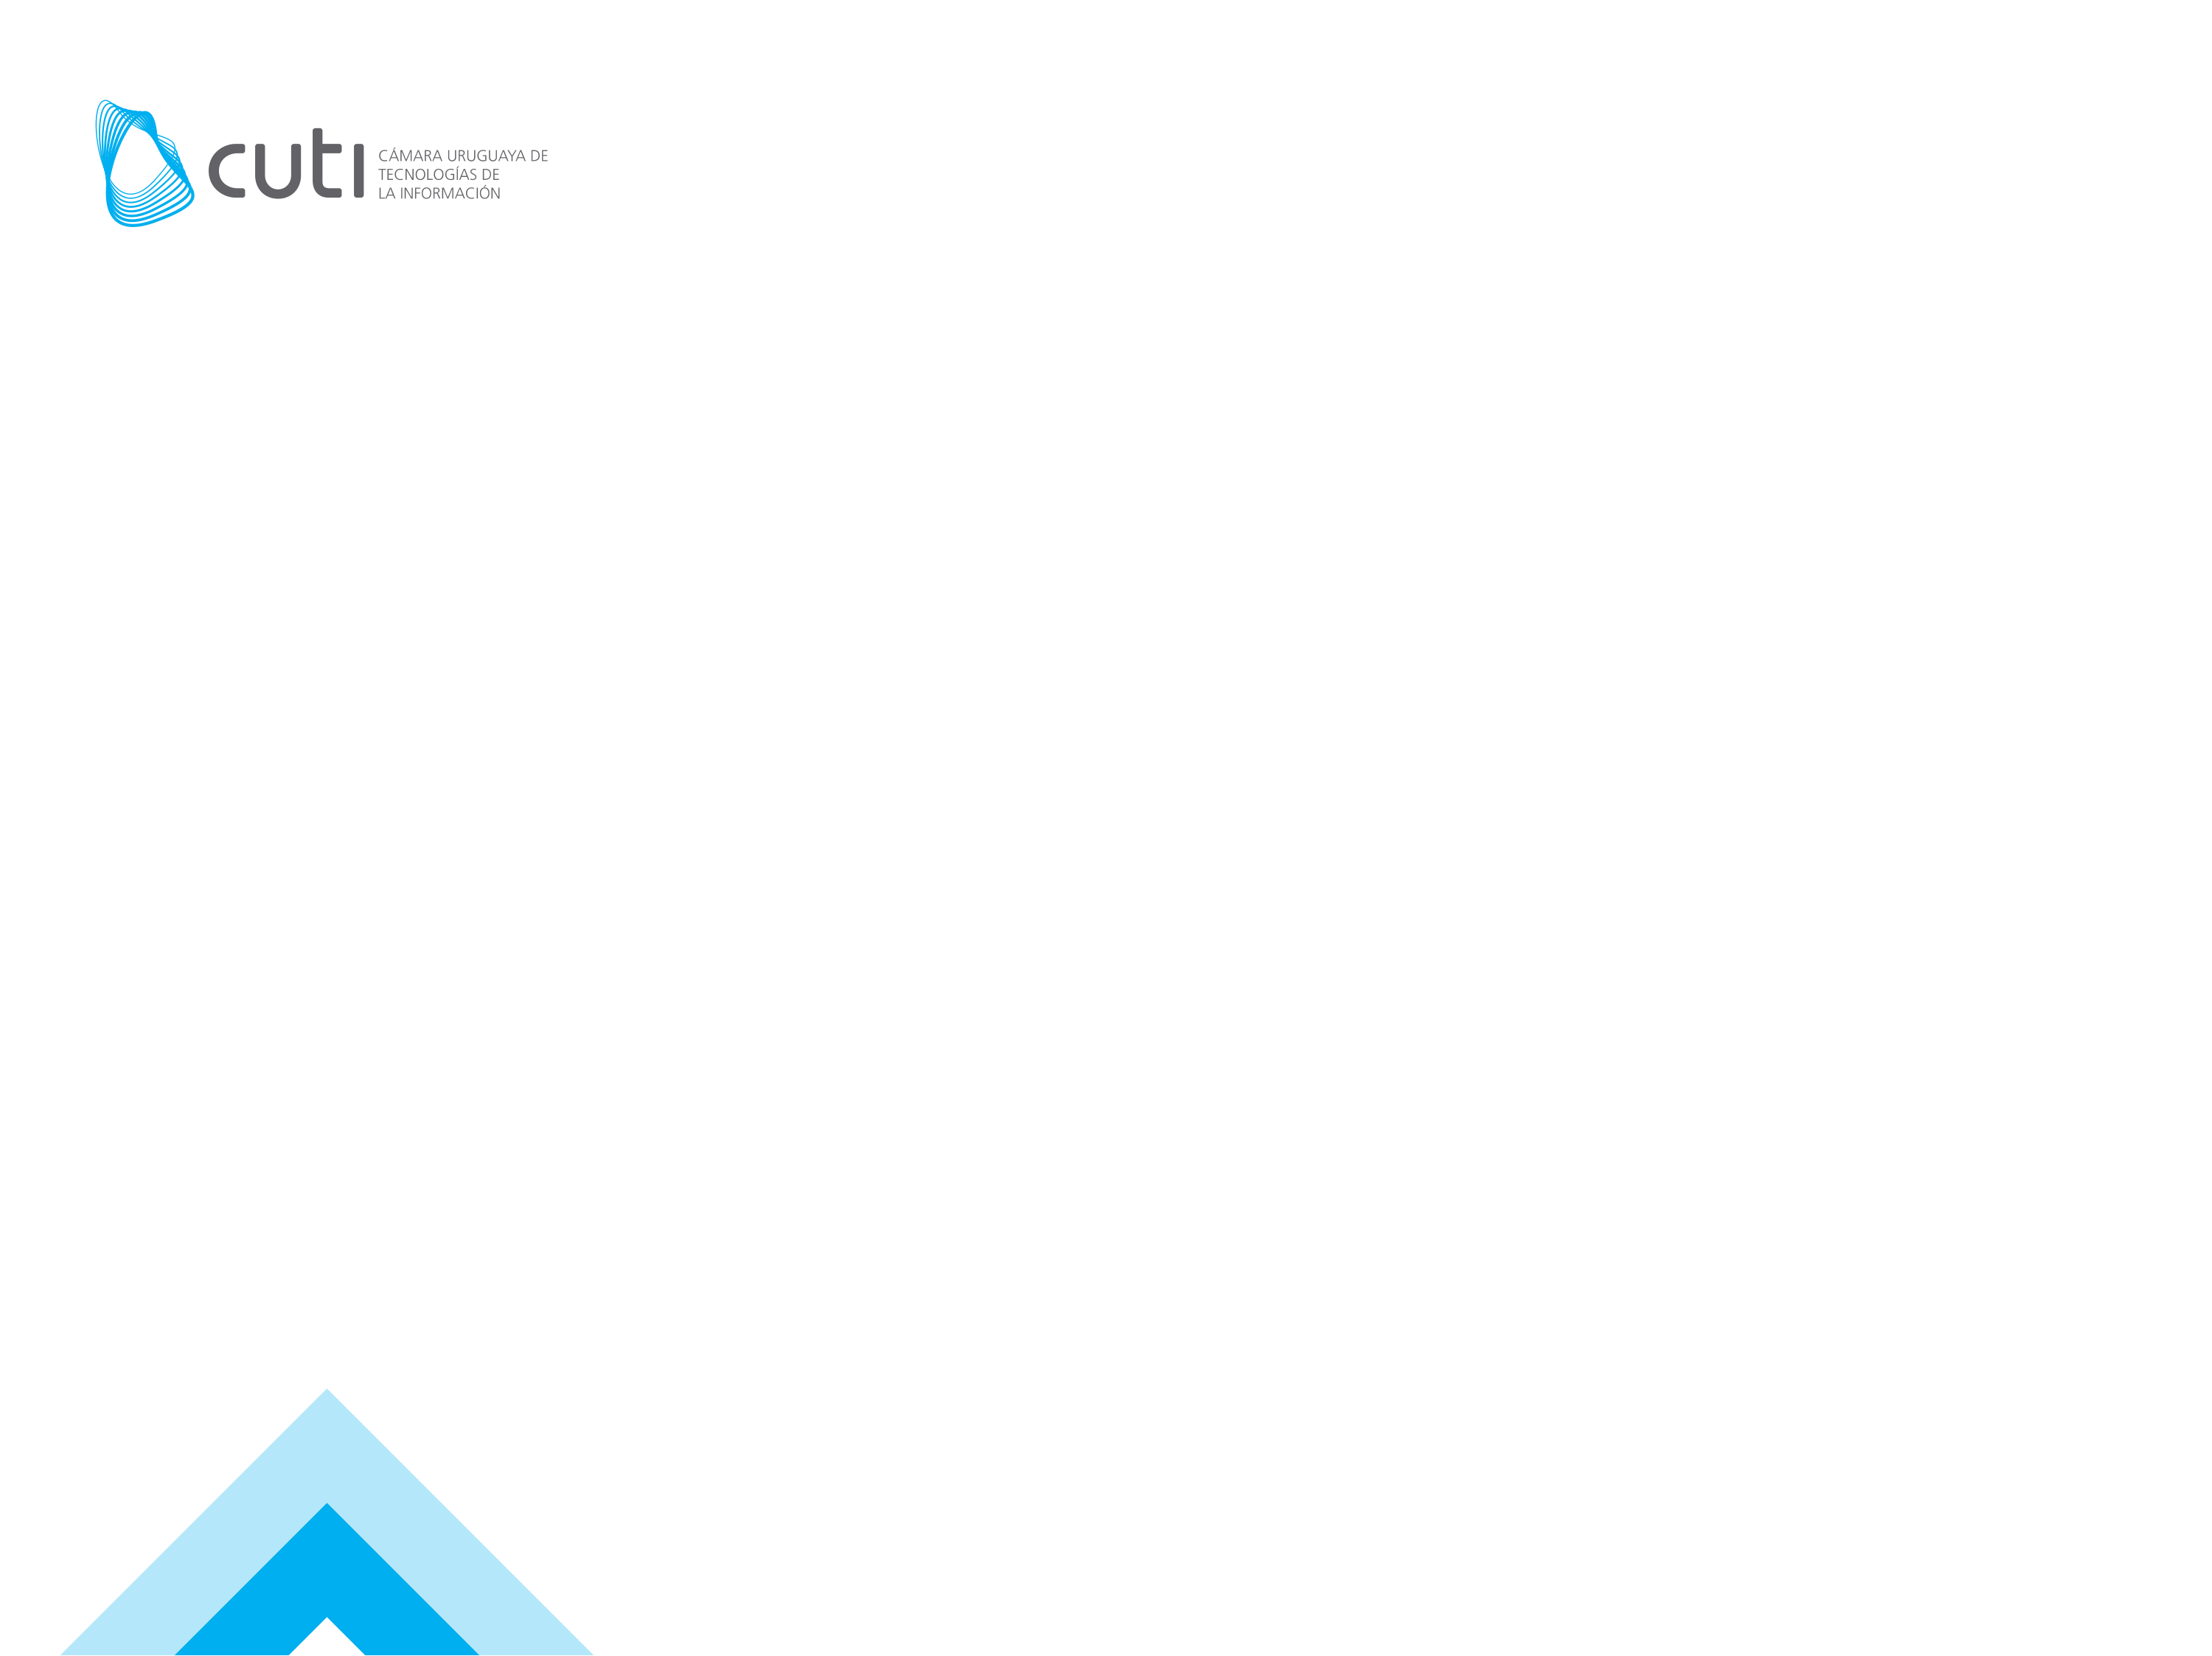 cuti
CÁMARA URUGUAYA DE
TECNOLOGÍAS DE
LA INFORMACIÓN